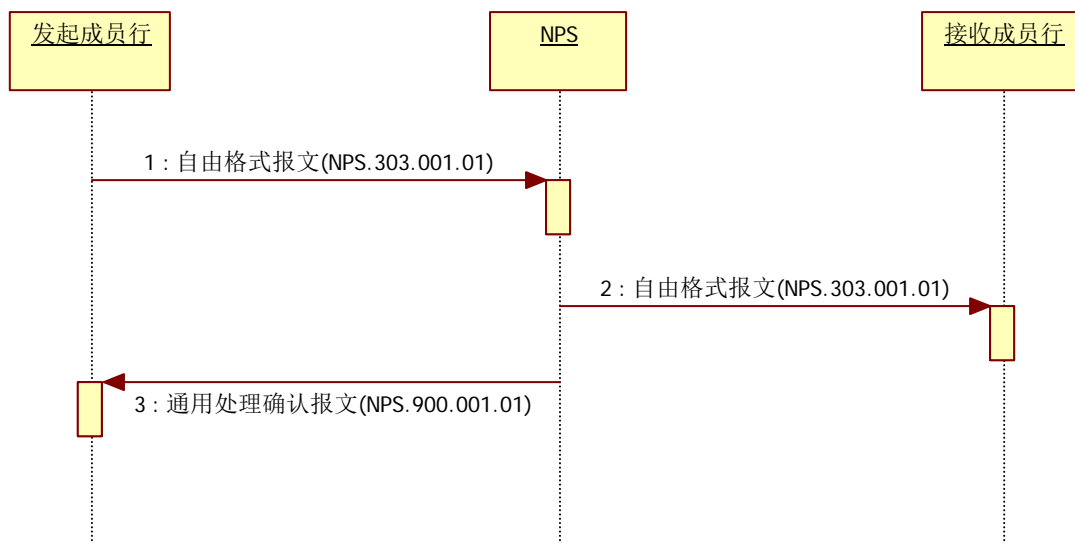 发起成员行
NPS
接收成员行
1 : 自由格式报文(NPS.303.001.01)
2 : 自由格式报文(NPS.303.001.01)
3 : 通用处理确认报文(NPS.900.001.01)